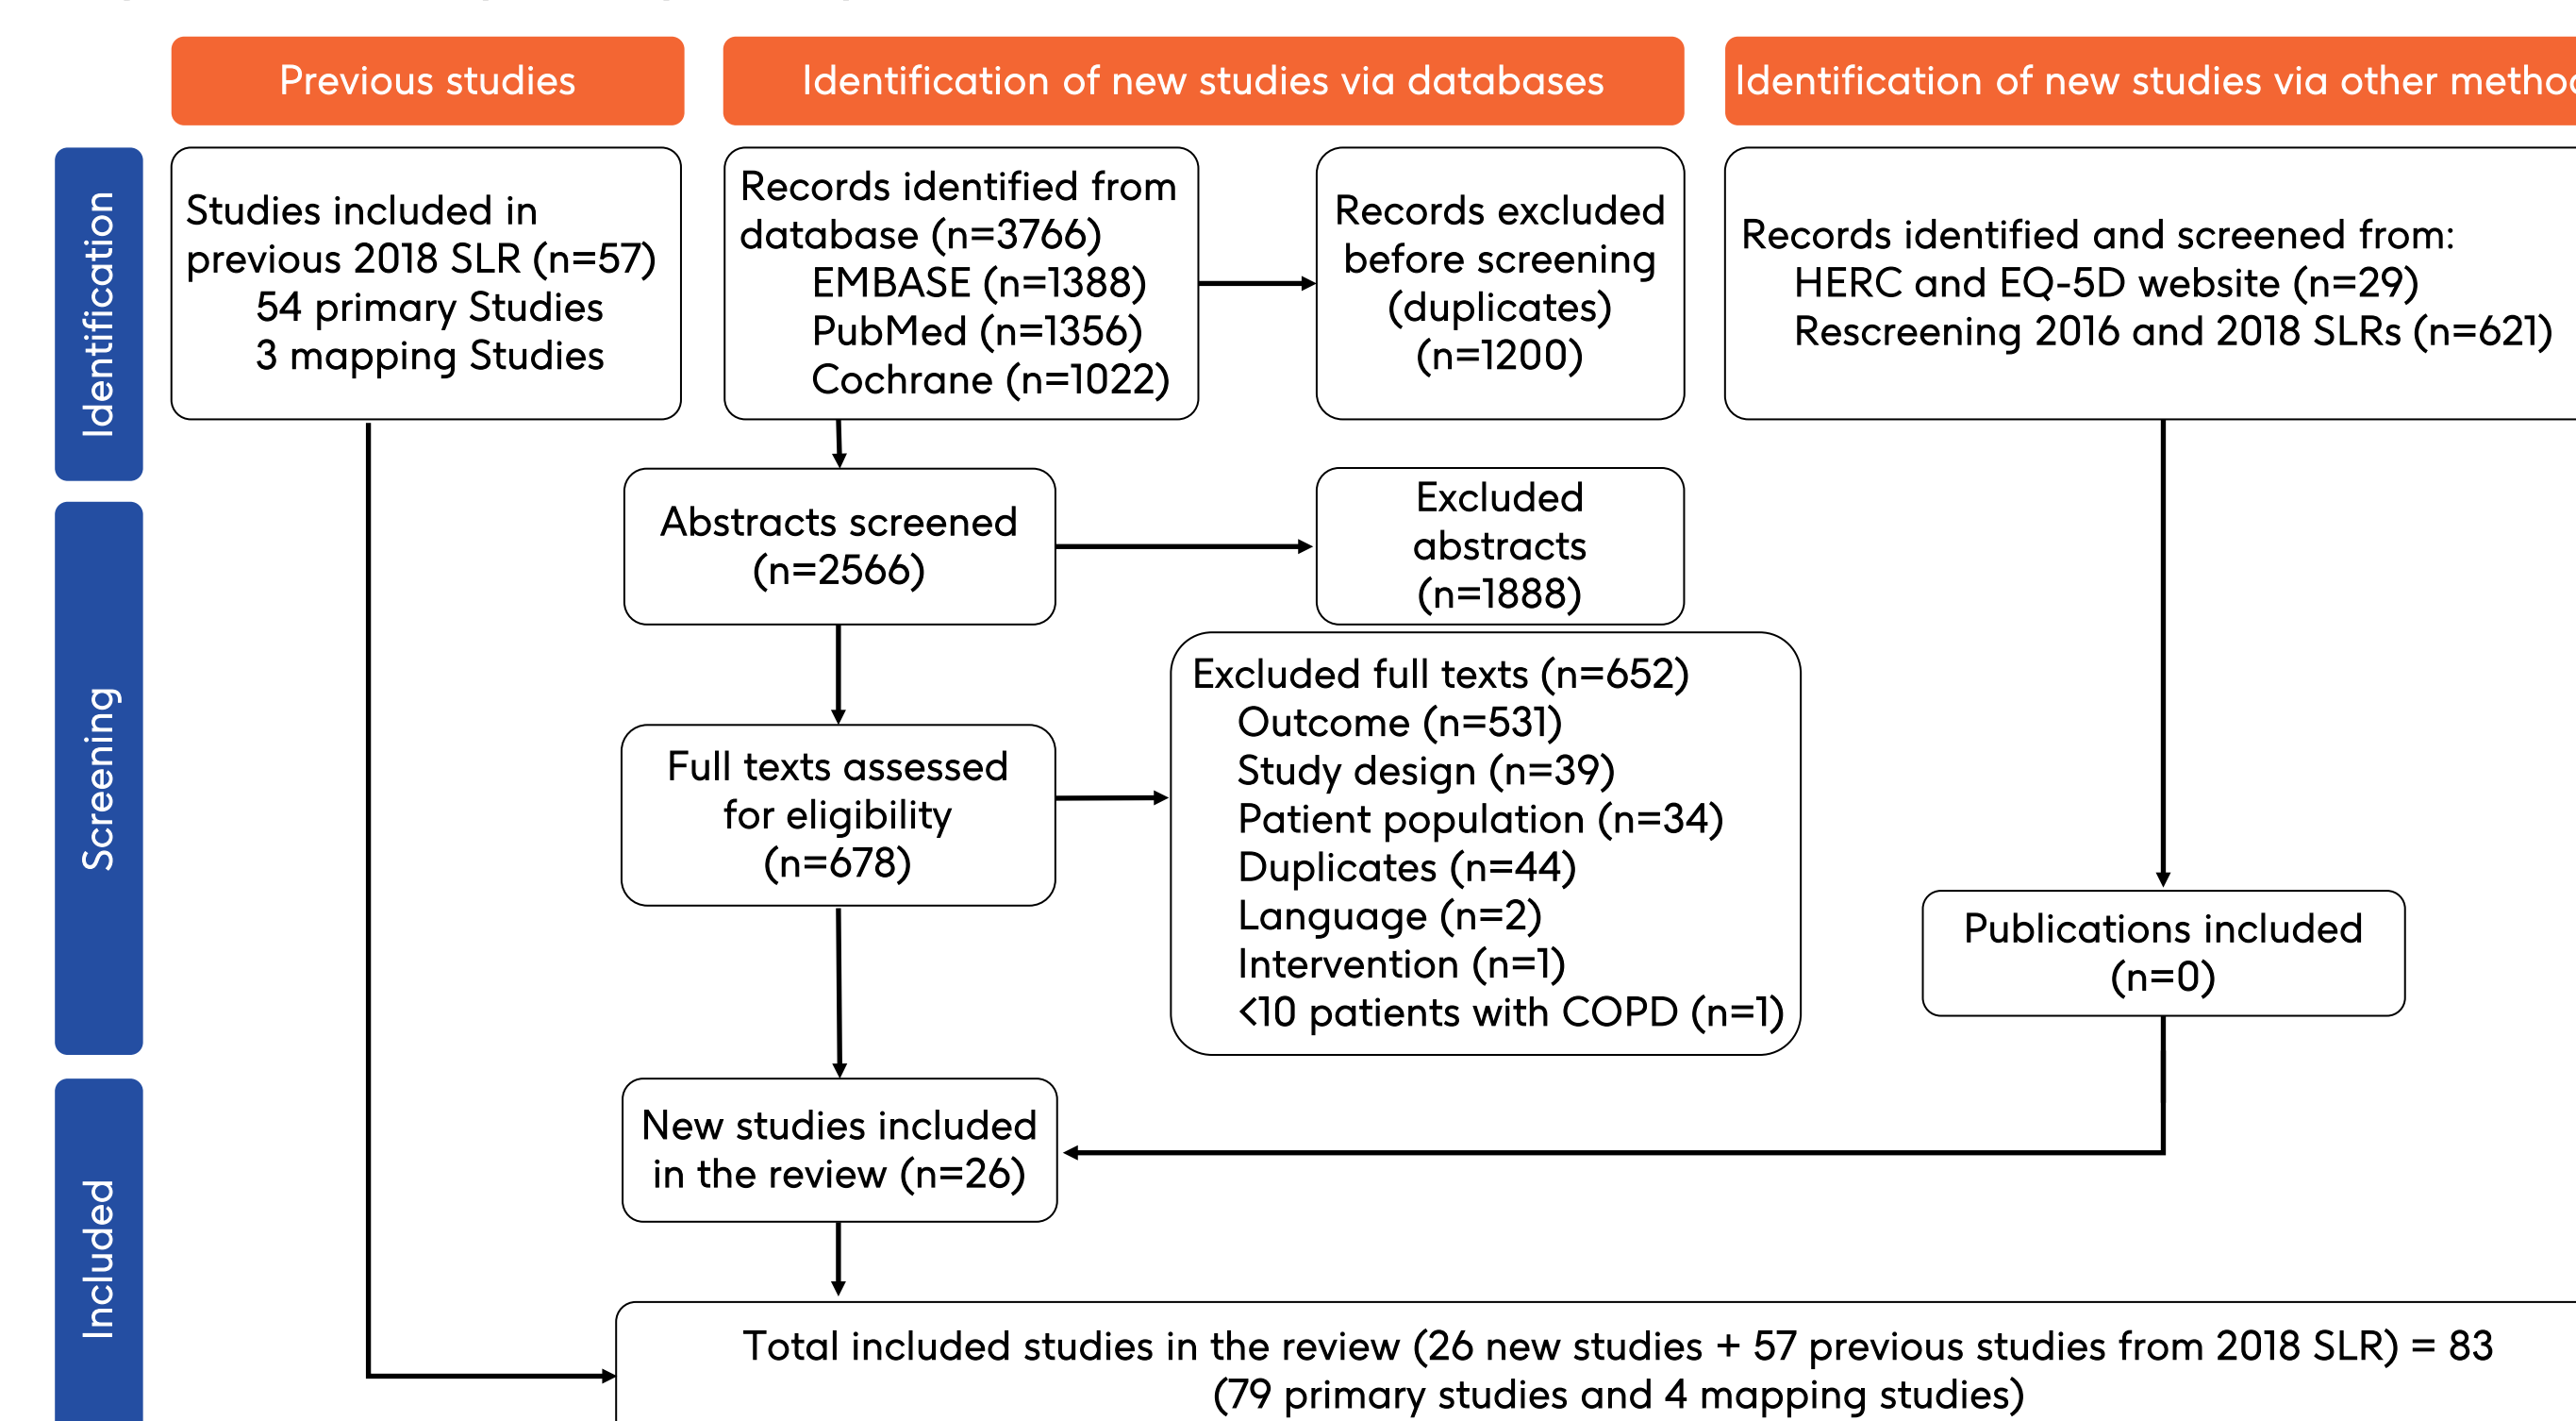 Previous studies
Identification of new studies via databases
Identification of new studies via other
Identification
Studies included in
previous 2018 SLR (n=57)
54 primary Studies
3 mapping Studies
Records identified from
database (n=3766)
EMBASE (n=1388)
PubMed (n=1356)
Cochrane (n=1022)
Records excluded
before screening
(duplicates)
(n=1200)
Records identified and screened from:
HERC and EQ-5D website (n=29)
Rescreening 2016 and 2018 SLRs (n=621)
Screening
Abstracts screened
(n=2566)
Excluded
abstracts
(n=1888)
Full texts assessed
for eligibility
(n=678)
Excluded full texts (n=652)
Outcome (n=531)
Study design (n=39)
Patient population (n=34)
Duplicates (n=44)
Language (n=2)
Intervention (n=1)
<10 patients with COPD (n=1)
Publications included
(n=0)
Included
New studies included
in the review (n=26)
Total included studies in the review (26 new studies + 57 previous studies from 2018 SLR) = 83
(79 primary studies and 4 mapping studies)